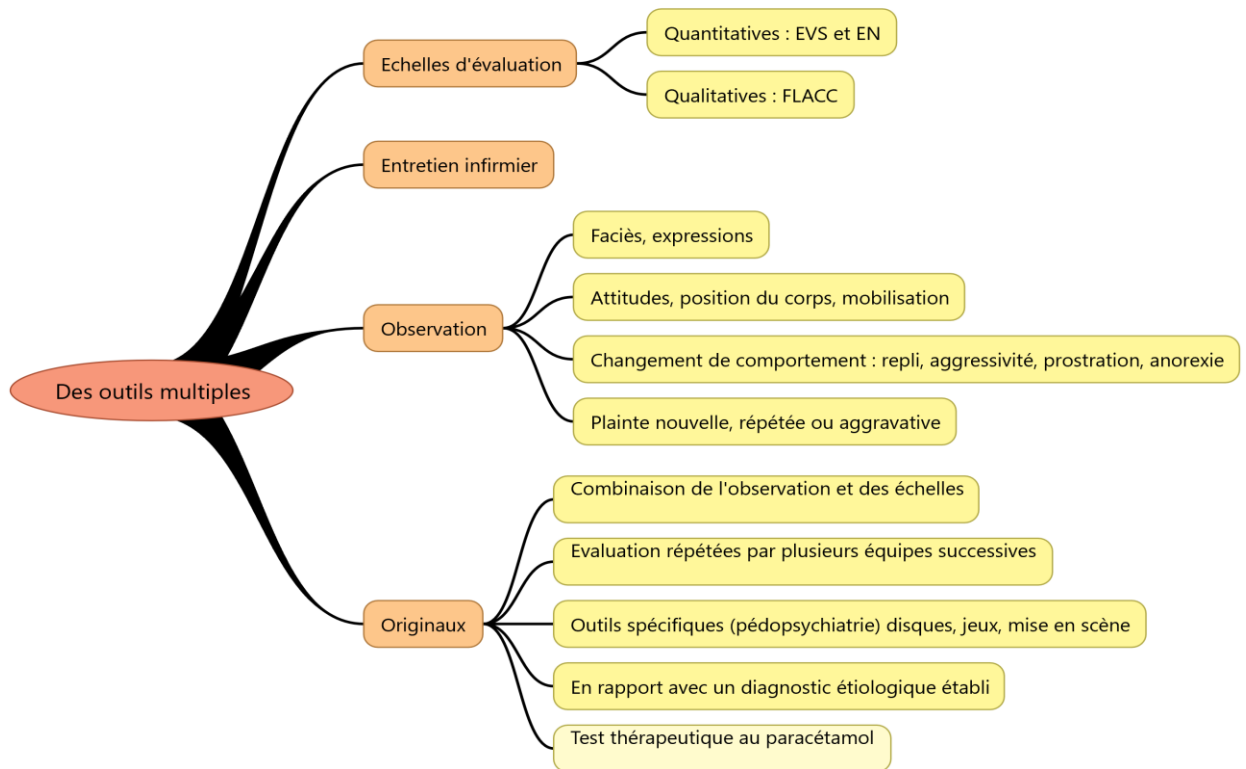 Des outils multiples
Echelles d'évaluation
Quantitatives : EVS et EN
Qualitatives : FLACC
Entretien infirmier
Observation
Faciès, expressions
Attitudes, position du corps, mobilisation
Changement de comportement : repli, aggressivité, prostration, anorexie
Plainte nouvelle, répétée ou aggravative
Originaux
Combinaison de l'observation et des échelles
Evaluation répétées par plusieurs équipes successives
Outils spécifiques (pédopsychiatrie) disques, jeux, mise en scène
En rapport avec un diagnostic étiologique établi
Test thérapeutique au paracétamol